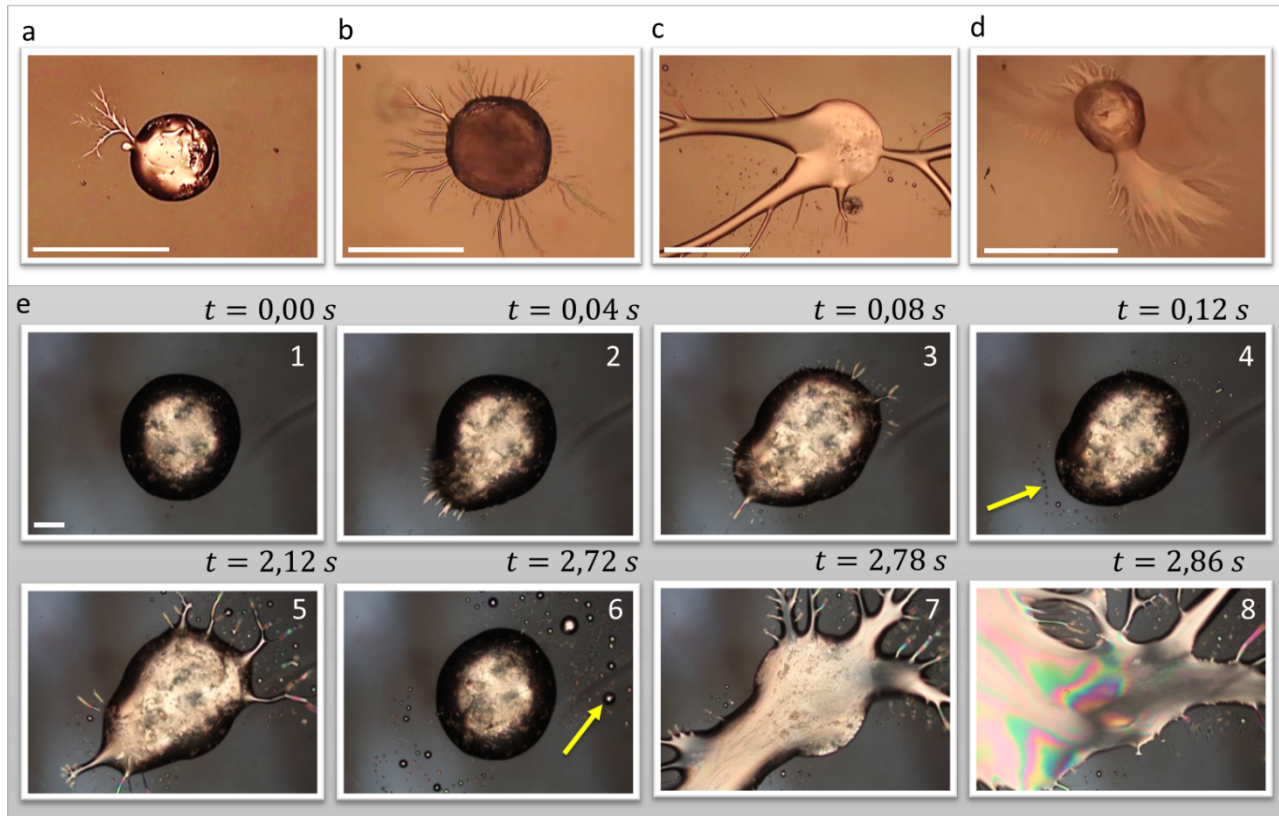 a b c d
e
t = 0,00 s t = 0,04 s t = 0,08 s t = 0,12 s
1 2 3 4
t = 2,12 s t = 2,72 s t = 2,78 s t = 2,86 s
5 6 7 8